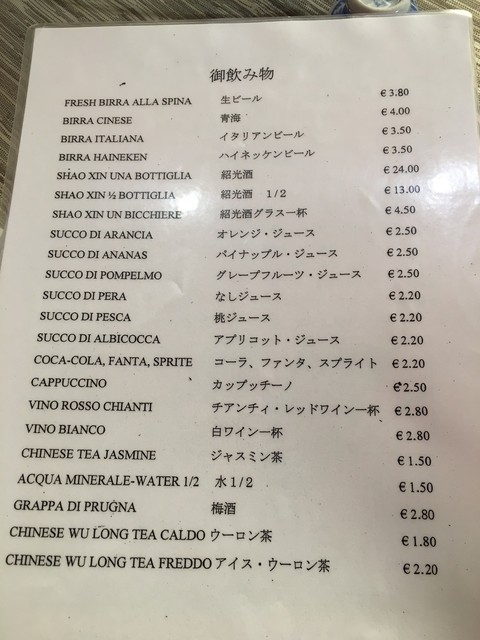 御飲み物
FRESH BIRRA ALLA SPINA 生ビール € 3.80
BIRRA CINESE 青海 € 4.00
BIRRA ITALIANA イタリアンビール € 3.50
BIRRA HAINEKEN ハイネッケンビール € 3.50
SHAO XIN UNA BOTTIGLIA 紹光酒 € 24.00
SHAO XIN ½ BOTTIGLIA 紹光酒 1/2 € 13.00
SHAO XIN UN BICCHIERE 紹光酒グラス一杯 € 4.50
SUCCO DI ARANCIA オレンジ・ジュース € 2.50
SUCCO DI ANANAS パイナップル・ジュース € 2.50
SUCCO DI POMPELMO グレープフルーツ・ジュース € 2.50
SUCCO DI PERA なしジュース € 2.20
SUCCO DI PESCA 桃ジュース € 2.20
SUCCO DI ALBICOCCA アプリコット・ジュース € 2.20
COCA-COLA, FANTA, SPRITE コーラ、ファンタ、スプライト € 2.20
CAPPUCCINO カップッチーノ € 2.50
VINO ROSSO CHIANTI チアンティ・レッドワイン一杯 € 2.80
VINO BIANCO 白ワイン一杯 € 2.80
CHINESE TEA JASMINE ジャスミン茶 € 1.50
ACQUA MINERALE-WATER 1/2 水 1/2 € 1.50
GRAPPA DI PRUGNA 梅酒 € 2.80
CHINESE WU LONG TEA CALDO ウーロン茶 € 1.80
CHINESE WU LONG TEA FREDDO アイス・ウーロン茶 € 2.20